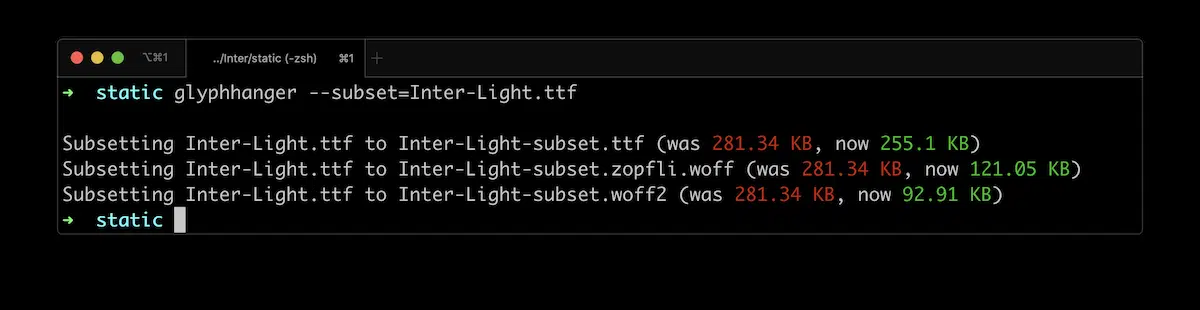 ⌥⌘1 ../Inter/static (-zsh) ⌘1 +
➜ static glyphhanger --subset=Inter-Light.ttf
Subsetting Inter-Light.ttf to Inter-Light-subset.ttf (was 281.34 KB, now 255.1 KB)
Subsetting Inter-Light.ttf to Inter-Light-subset.zopfli.woff (was 281.34 KB, now 121.05 KB)
Subsetting Inter-Light.ttf to Inter-Light-subset.woff2 (was 281.34 KB, now 92.91 KB)
➜ static